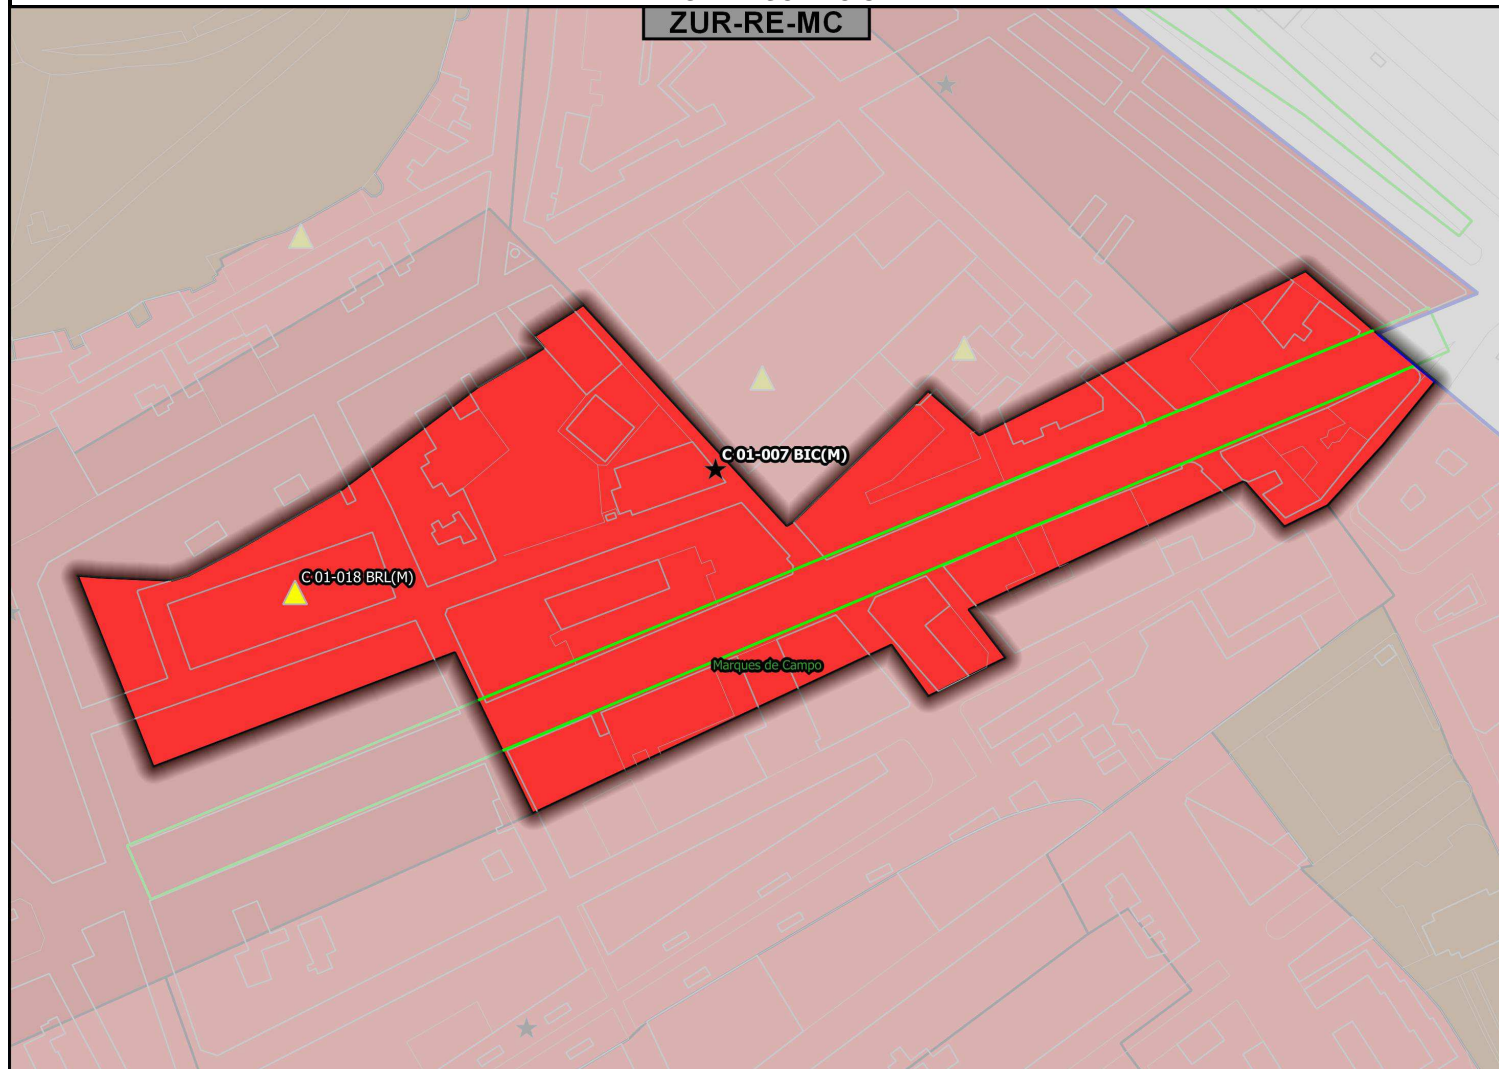 ZUR-RE-MC
C 01-007 BIC(M)
C 01-018 BRL(M)
Marques de Campo